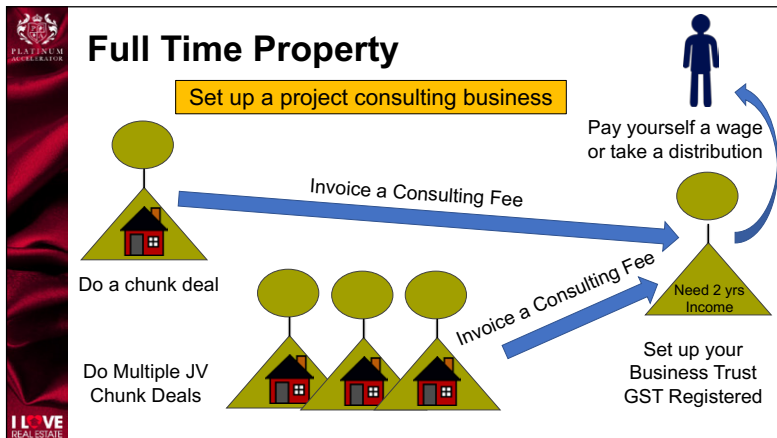 PLATINUM
ACCELERATOR
Full Time Property
Set up a project consulting business
Pay yourself a wage
or take a distribution
Invoice a Consulting Fee
Do a chunk deal
Invoice a Consulting Fee
Need 2 yrs
Income
Do Multiple JV
Chunk Deals
Set up your
Business Trust
GST Registered
I L❤VE
REAL ESTATE